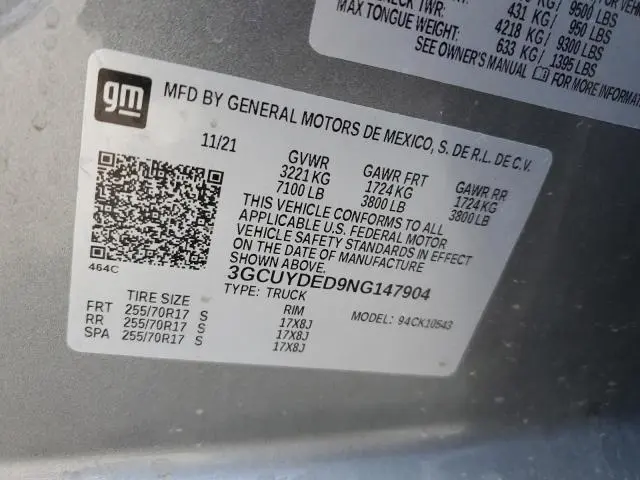 9500 LBS
CK TWR: 431 KG/ 950 LBS
MAX TONGUE WEIGHT: 4218 KG/ 9300 LBS
633 KG/ 1395 LBS
SEE OWNER'S MANUAL FOR MORE INFORMAT
gm
MFD BY GENERAL MOTORS DE MEXICO, S. DE R.L. DE C.V.
11/21
GVWR GAWR FRT GAWR RR
3221 KG 1724 KG 1724 KG
7100 LB 3800 LB 3800 LB
THIS VEHICLE CONFORMS TO ALL
APPLICABLE U.S. FEDERAL MOTOR
VEHICLE SAFETY STANDARDS IN EFFECT
ON THE DATE OF MANUFACTURE
SHOWN ABOVE
464C
3GCUYDED9NG147904
TYPE: TRUCK
MODEL: 94CK10543
TIRE SIZE RIM
FRT 255/70R17 S 17X8J
RR 255/70R17 S 17X8J
SPA 255/70R17 S 17X8J